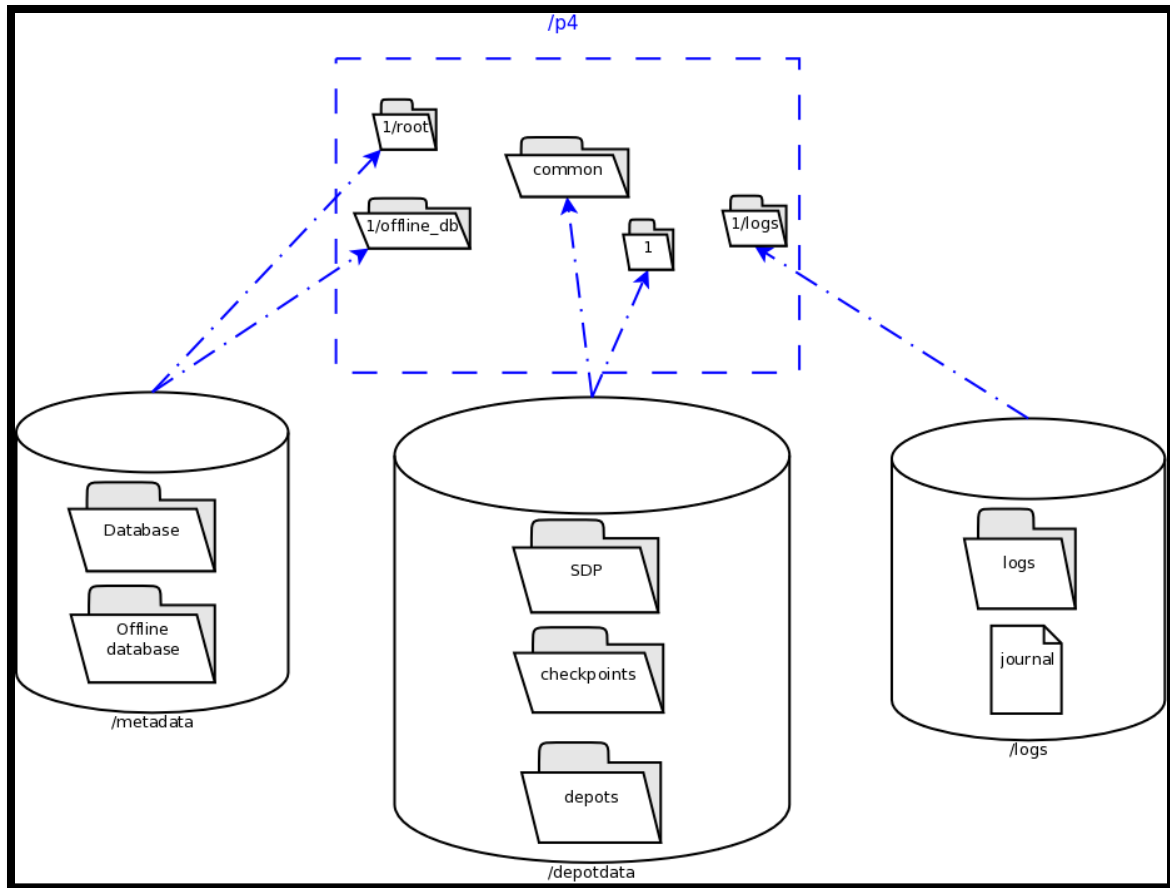 /p4
1/root
common
1/offline_db
1/logs
1
Database
Offline
database
/metadata
SDP
checkpoints
depots
/depotdata
logs
journal
/logs